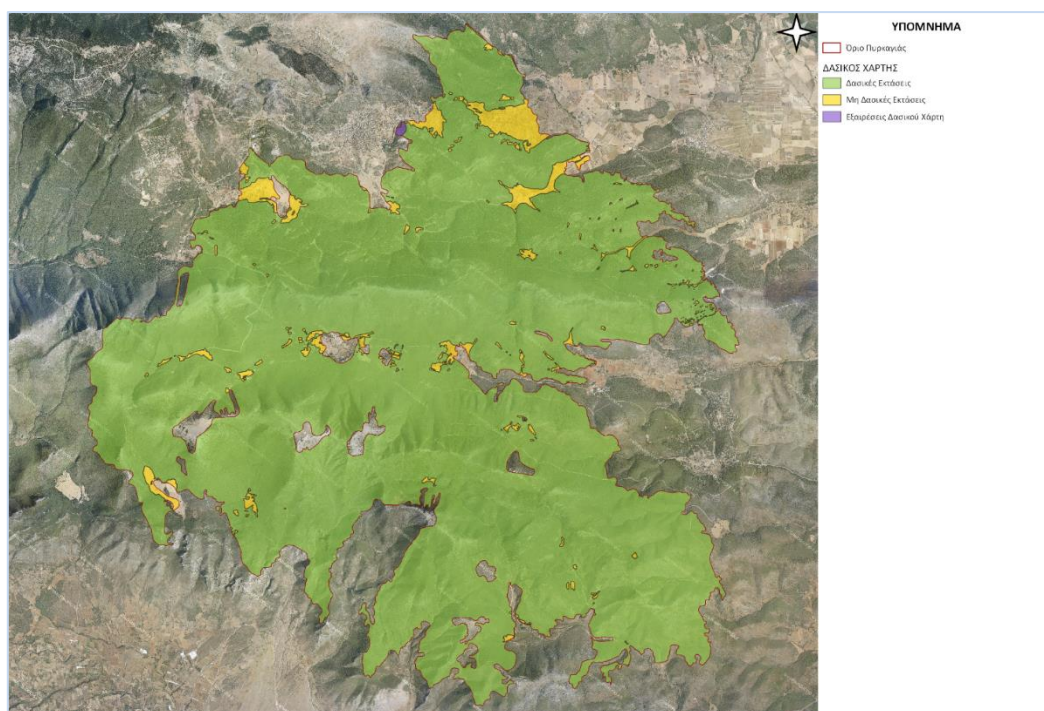 ΥΠΟΜΝΗΜΑ
Όριο Πυρκαγιάς
ΔΑΣΙΚΟΣ ΧΑΡΤΗΣ
Δασικές Εκτάσεις
Μη Δασικές Εκτάσεις
Εξαιρέσεις Δασικού Χάρτη